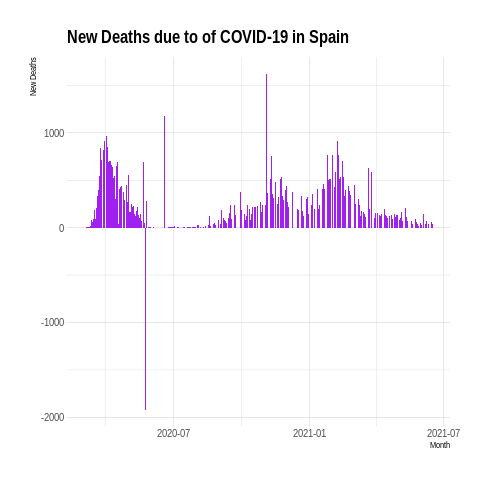 New Deaths due to of COVID-19 in Spain
New Deaths
1000
0
-1000
-2000
2020-07
2021-01
2021-07
Month